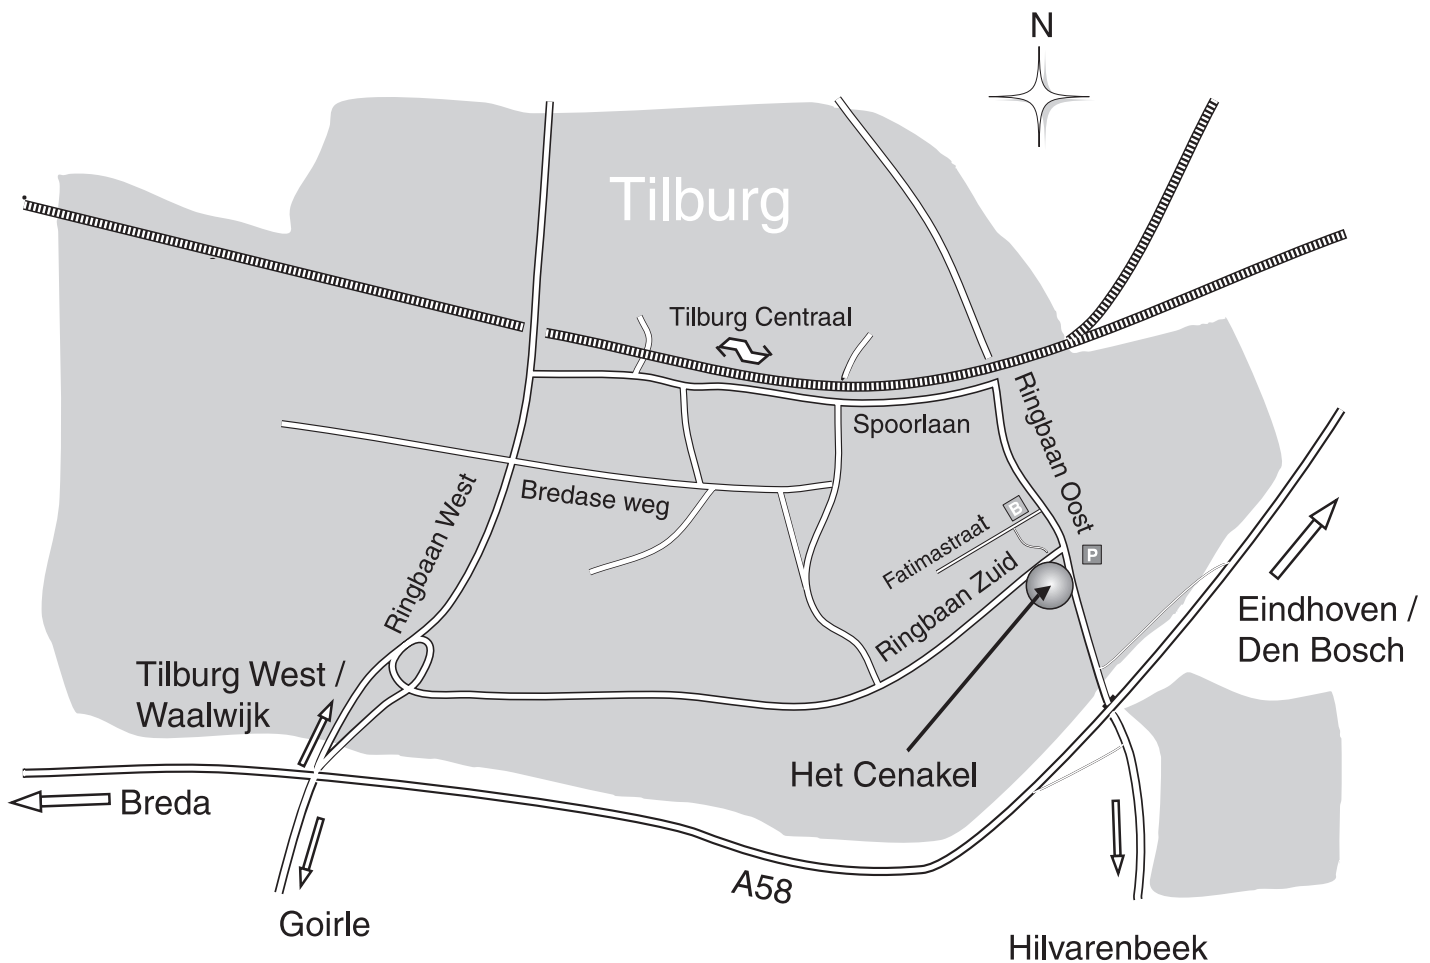 N
Tilburg
Tilburg Centraal
Spoorlaan
Ringbaan Oost
Bredase weg
Ringbaan West
B
Fatimastraat
P
Ringbaan Zuid
Eindhoven /
Den Bosch
Tilburg West /
Waalwijk
Het Cenakel
Breda
A58
Goirle
Hilvarenbeek